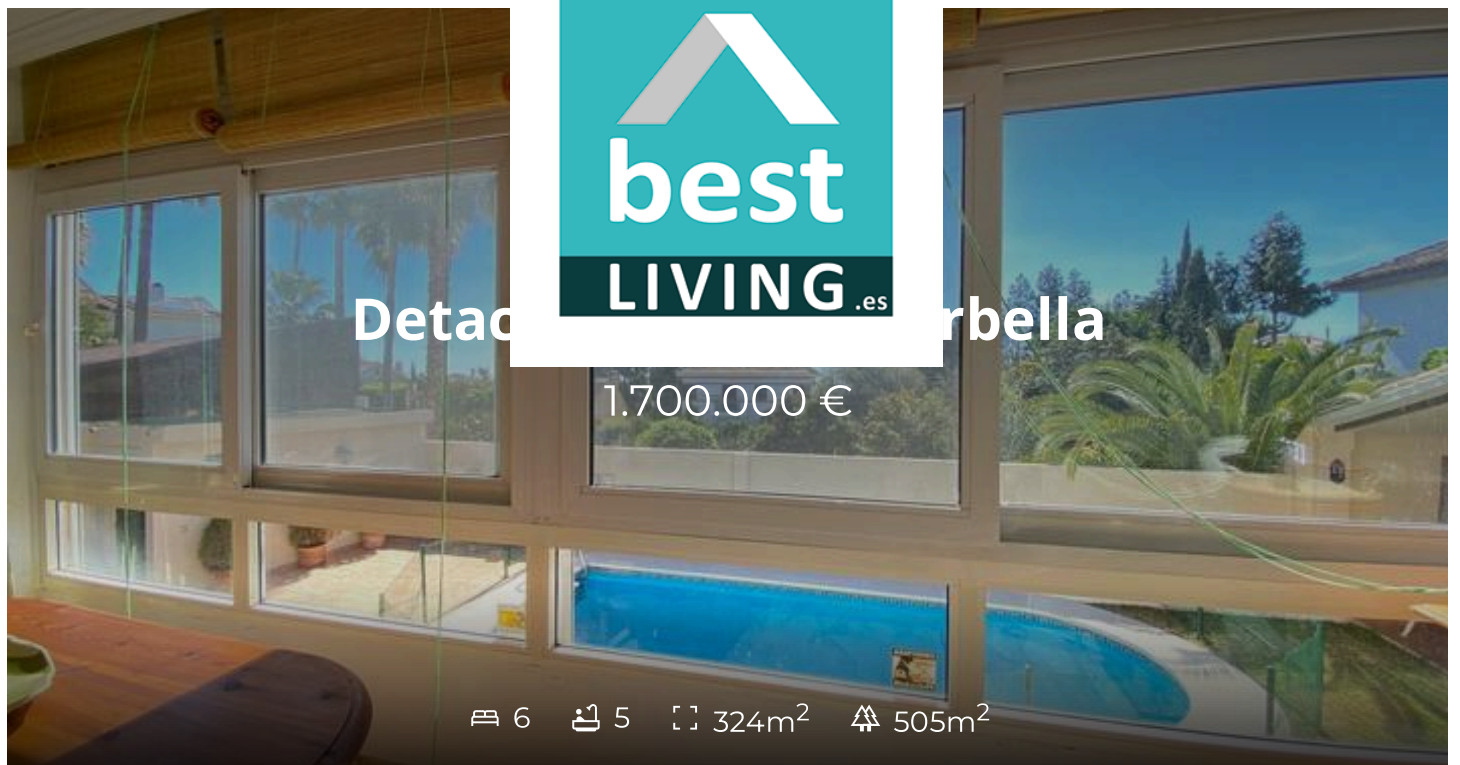 best
LIVING.es
Detac rbella
1.700.000 €
6 5 324m² 505m²